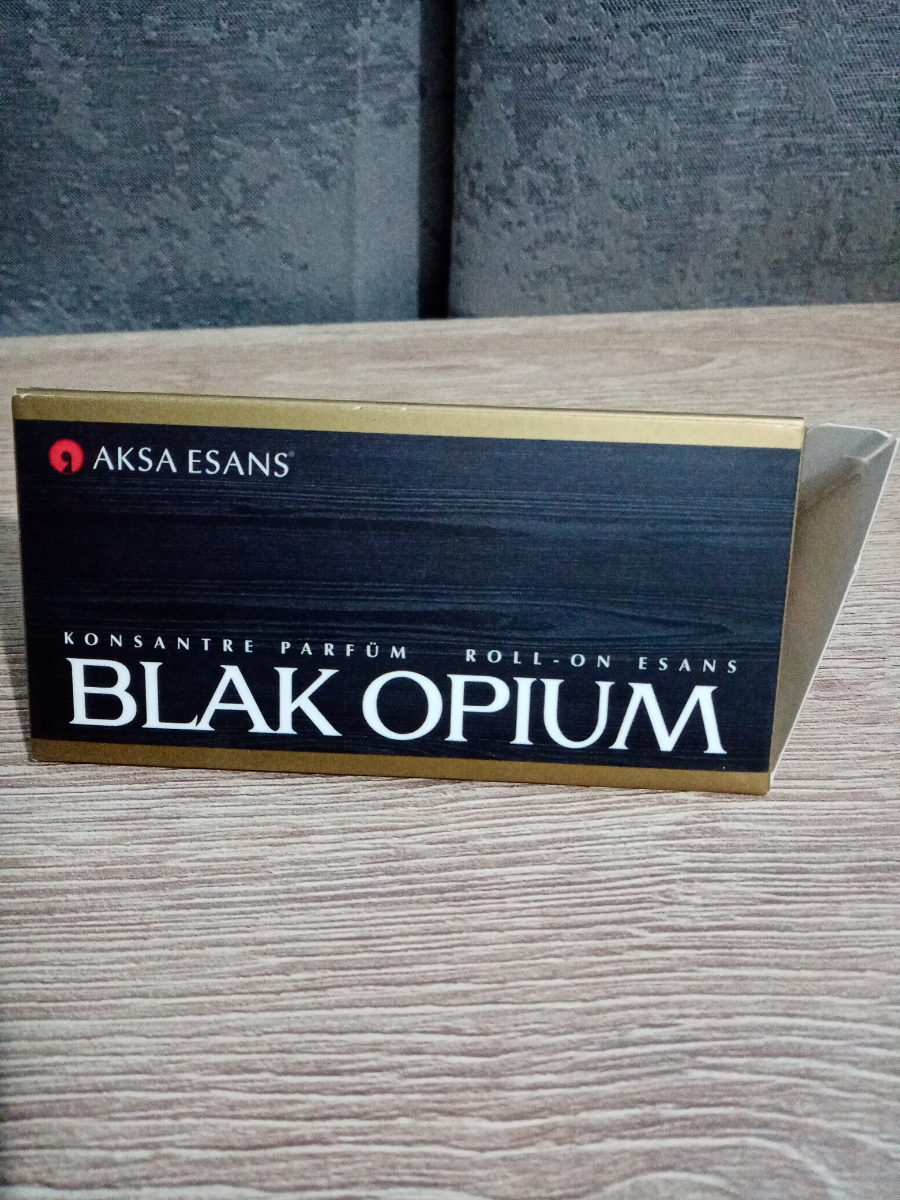 AKSA ESANS®
KONSANTRE PARFÜM ROLL-ON ESANS
BLAK OPIUM